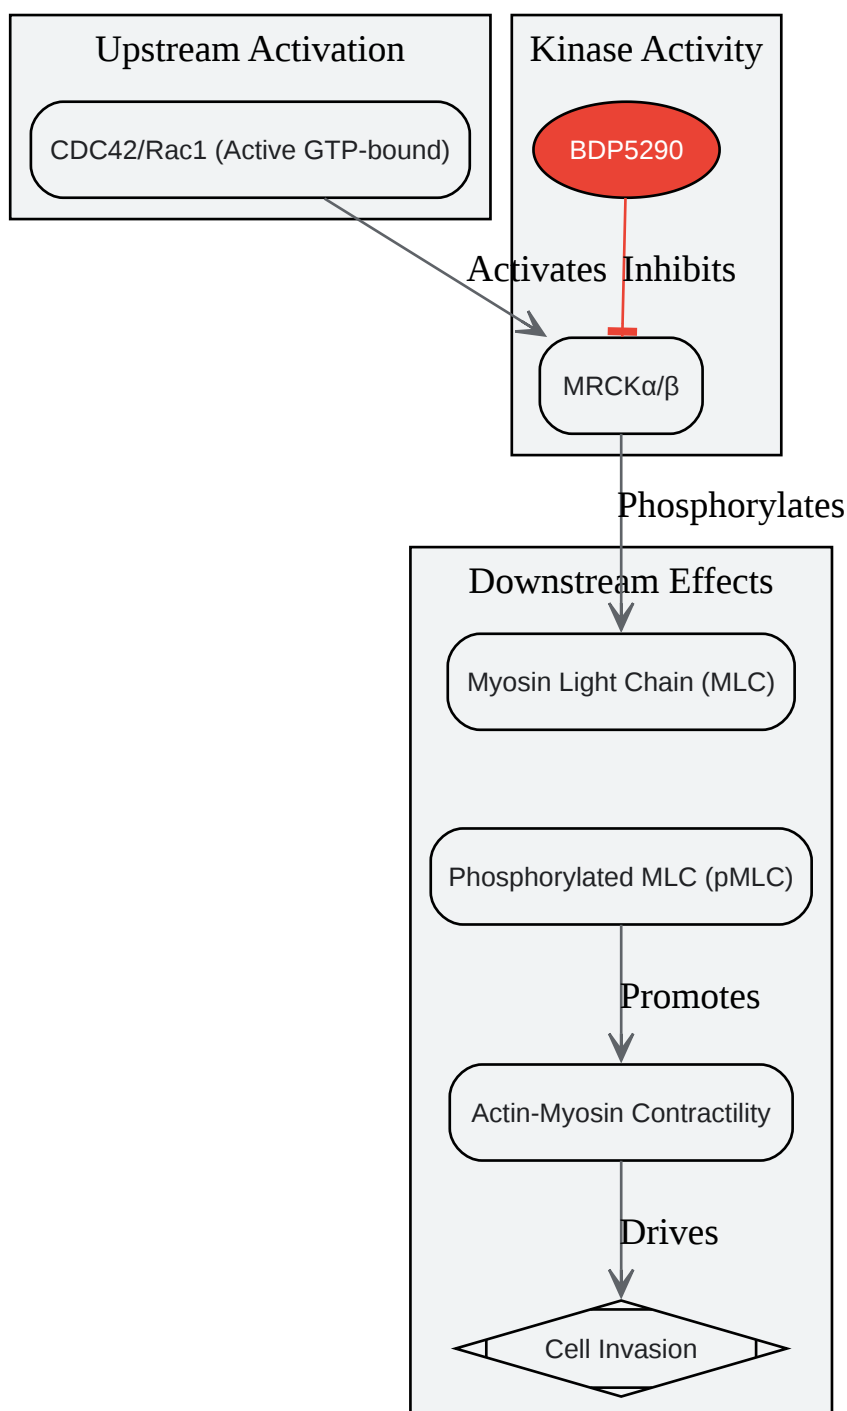 Upstream Activation
Kinase Activity
CDC42/Rac1 (Active GTP-bound)
BDP5290
Activates
Inhibits
MRCKα/β
Phosphorylates
Downstream Effects
Myosin Light Chain (MLC)
Phosphorylated MLC (pMLC)
Promotes
Actin-Myosin Contractility
Drives
Cell Invasion